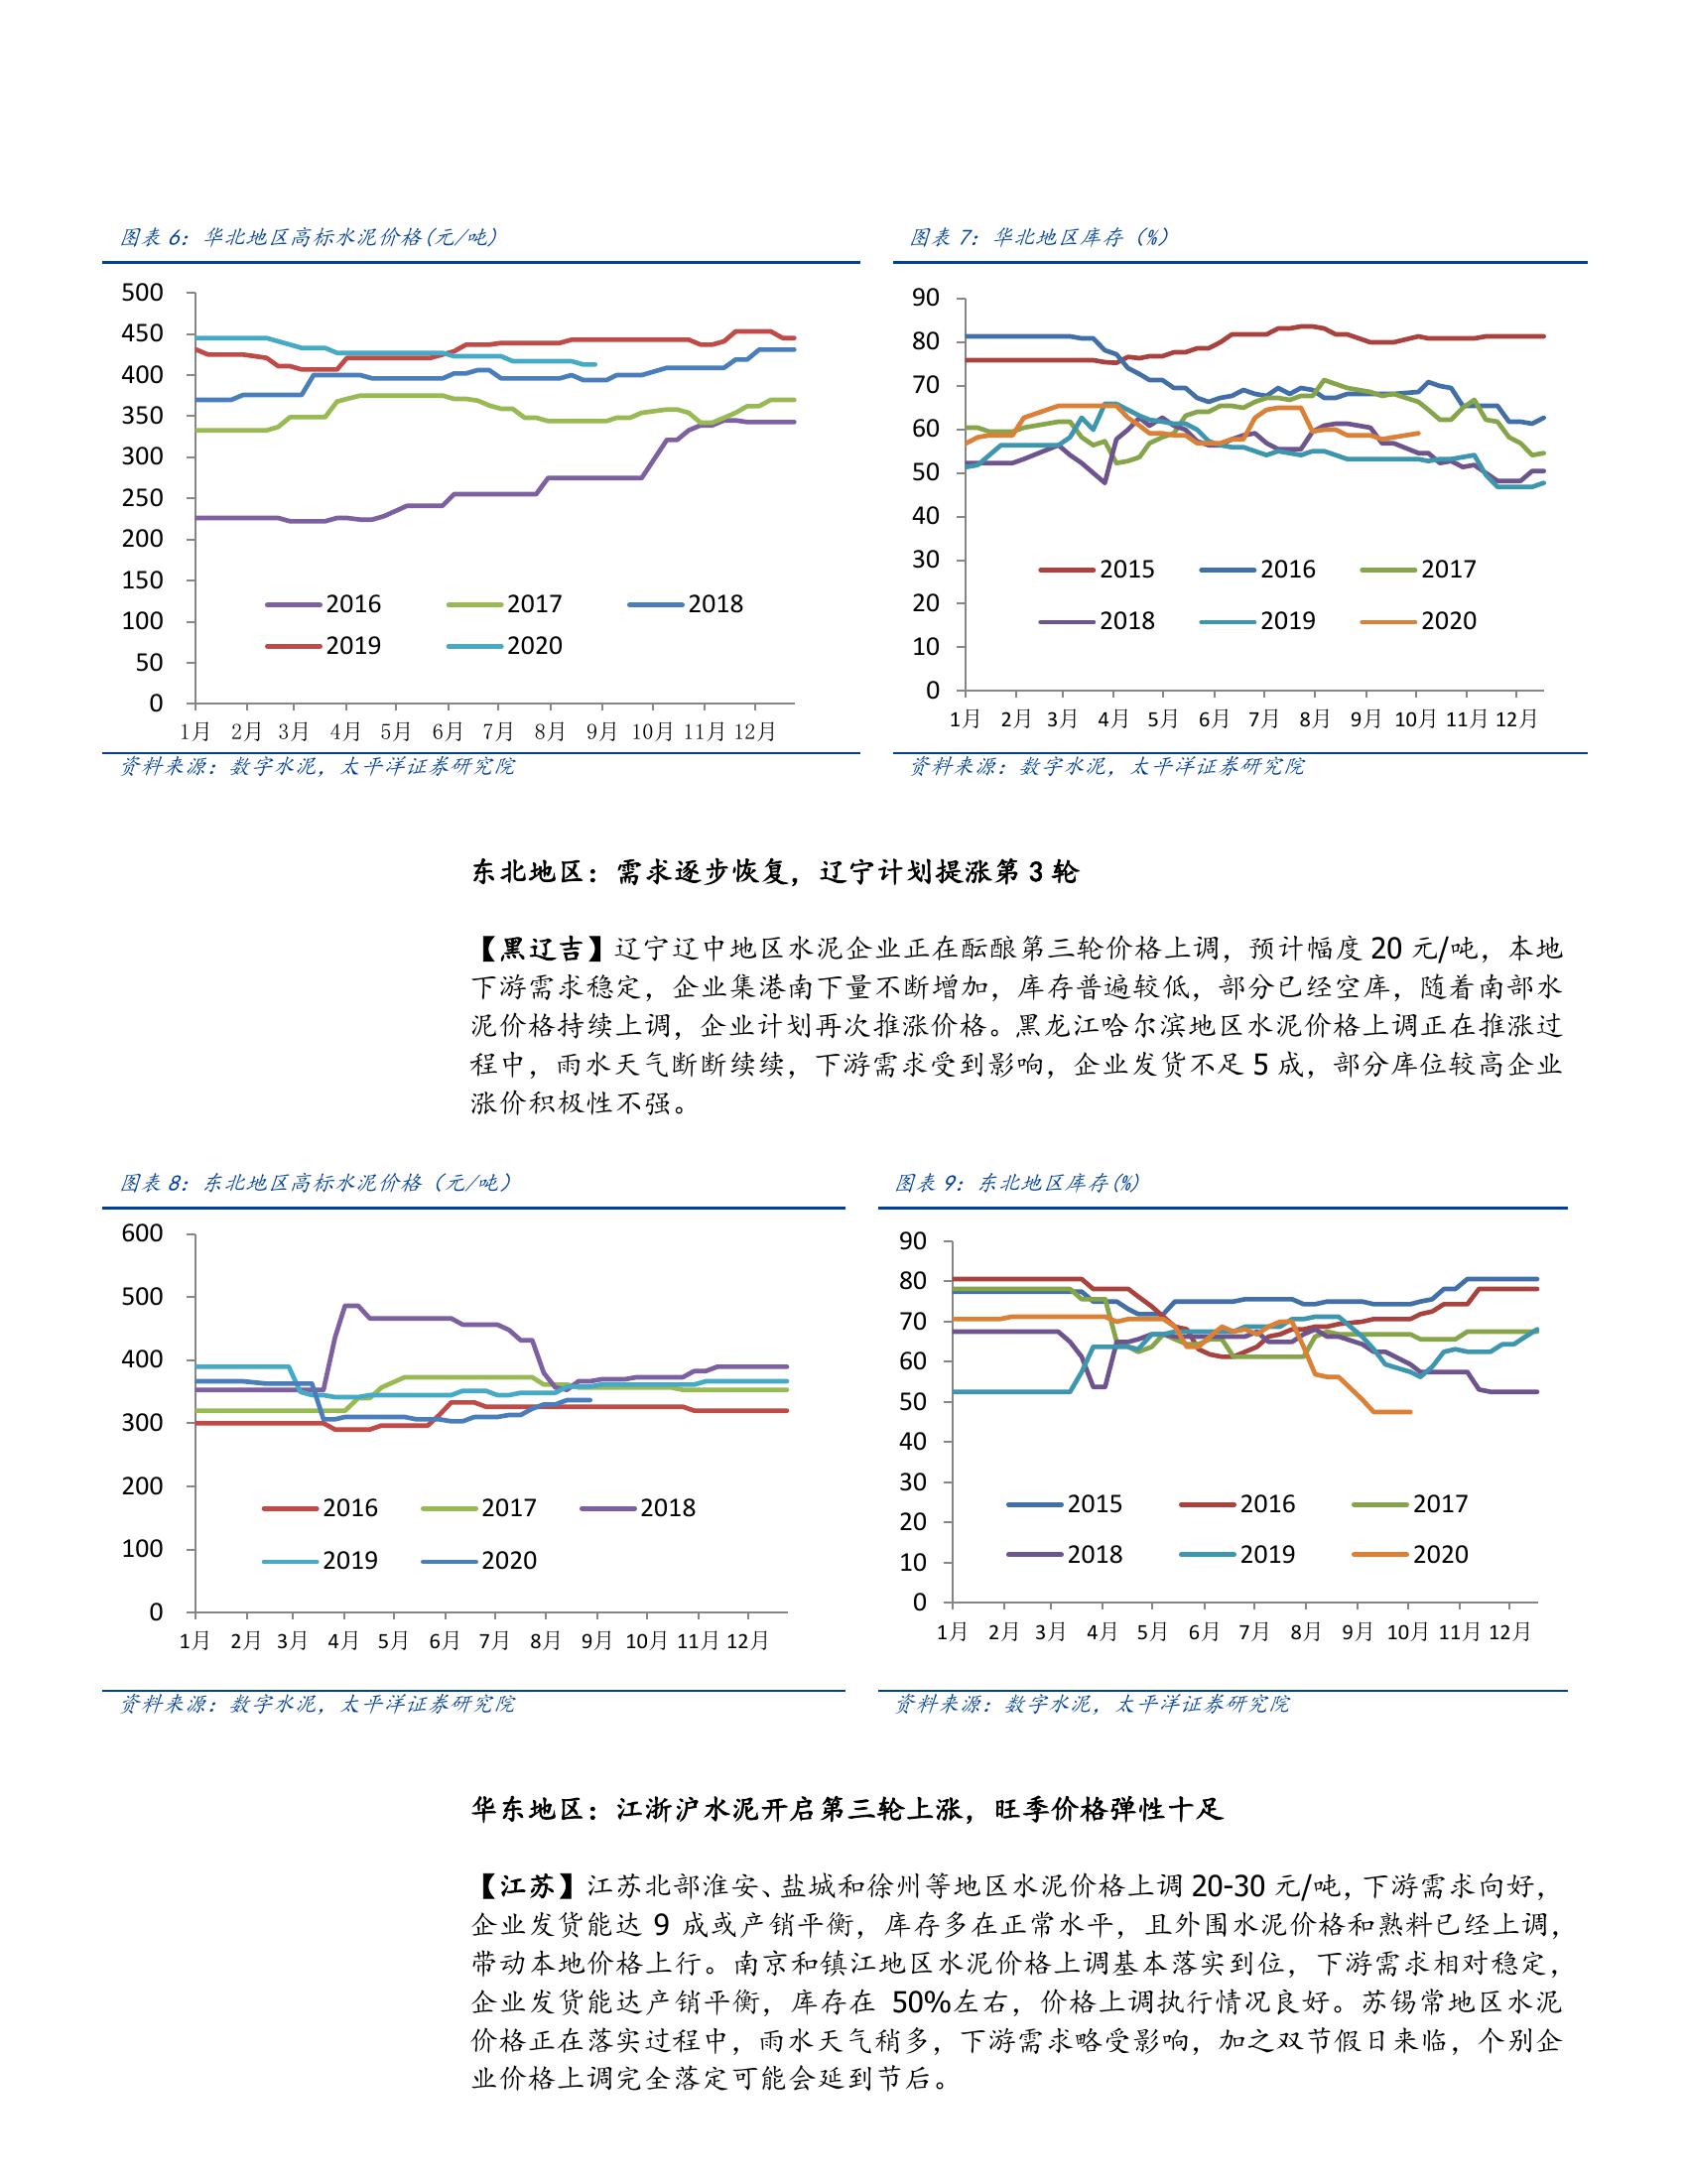 图表 6：华北地区高标水泥价格(元/吨)
500
450
400
350
300
250
200
150
100
50
0
2016 2017 2018
2019 2020
1月 2月 3月 4月 5月 6月 7月 8月 9月 10月 11月 12月
资料来源：数字水泥，太平洋证券研究院
图表 7：华北地区库存（%）
90
80
70
60
50
40
30
20
10
0
2015 2016 2017
2018 2019 2020
1月 2月 3月 4月 5月 6月 7月 8月 9月 10月 11月 12月
资料来源：数字水泥，太平洋证券研究院
东北地区：需求逐步恢复，辽宁计划提涨第 3 轮
【黑辽吉】辽宁辽中地区水泥企业正在酝酿第三轮价格上调，预计幅度 20 元/吨，本地
下游需求稳定，企业集港南下量不断增加，库存普遍较低，部分已经空库，随着南部水
泥价格持续上调，企业计划再次推涨价格。黑龙江哈尔滨地区水泥价格上调正在推涨过
程中，雨水天气断断续续，下游需求受到影响，企业发货不足 5 成，部分库位较高企业
涨价积极性不强。
图表 8：东北地区高标水泥价格（元/吨）
600
500
400
300
200
100
0
2016 2017 2018
2019 2020
1月 2月 3月 4月 5月 6月 7月 8月 9月 10月 11月 12月
资料来源：数字水泥，太平洋证券研究院
图表 9：东北地区库存(%)
90
80
70
60
50
40
30
20
10
0
2015 2016 2017
2018 2019 2020
1月 2月 3月 4月 5月 6月 7月 8月 9月 10月 11月 12月
资料来源：数字水泥，太平洋证券研究院
华东地区：江浙沪水泥开启第三轮上涨，旺季价格弹性十足
【江苏】江苏北部淮安、盐城和徐州等地区水泥价格上调 20-30 元/吨，下游需求向好，
企业发货能达 9 成或产销平衡，库存多在正常水平，且外围水泥价格和熟料已经上调，
带动本地价格上行。南京和镇江地区水泥价格上调基本落实到位，下游需求相对稳定，
企业发货能达产销平衡，库存在 50%左右，价格上调执行情况良好。苏锡常地区水泥
价格正在落实过程中，雨水天气稍多，下游需求略受影响，加之双节假日来临，个别企
业价格上调完全落定可能会延到节后。